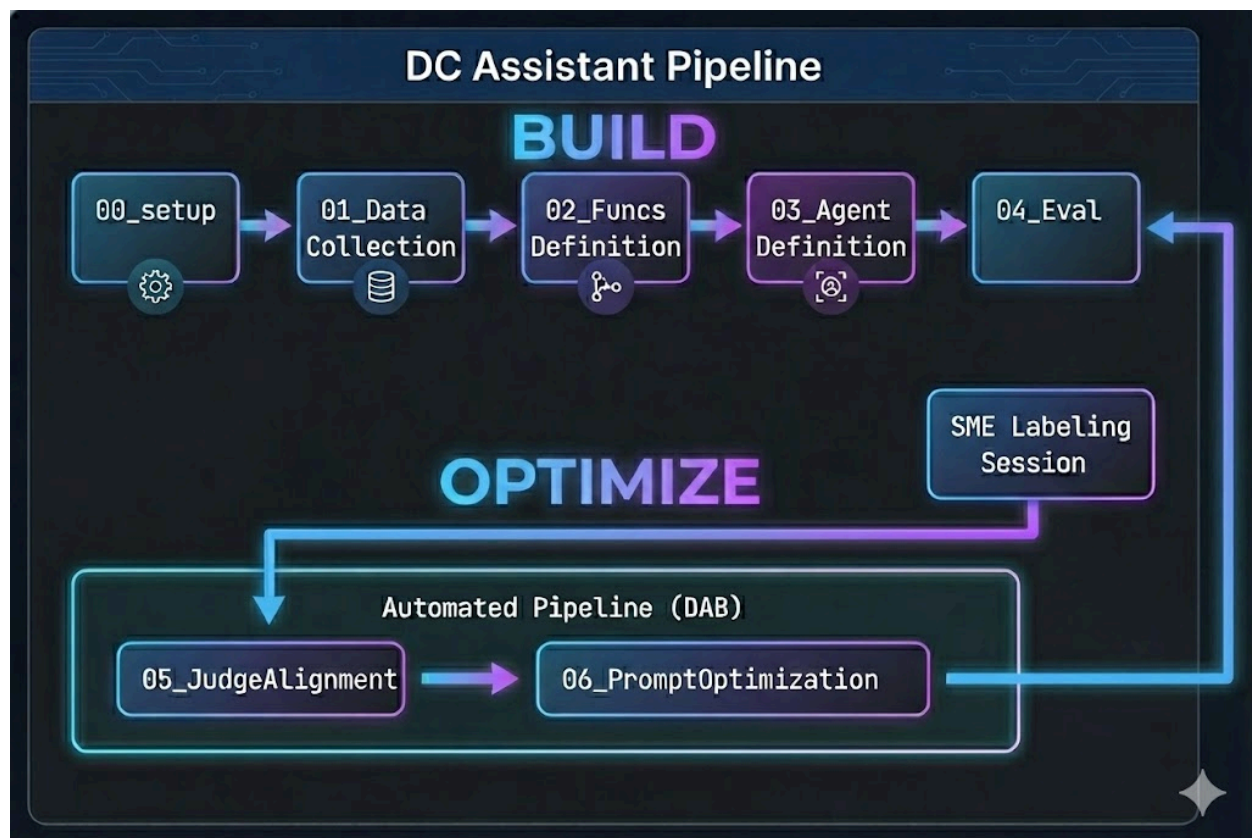 DC Assistant Pipeline
BUILD
00_setup
01_Data
Collection
02_Funcs
Definition
03_Agent
Definition
04_Eval
SME Labeling
Session
OPTIMIZE
Automated Pipeline (DAB)
05_JudgeAlignment
06_PromptOptimization